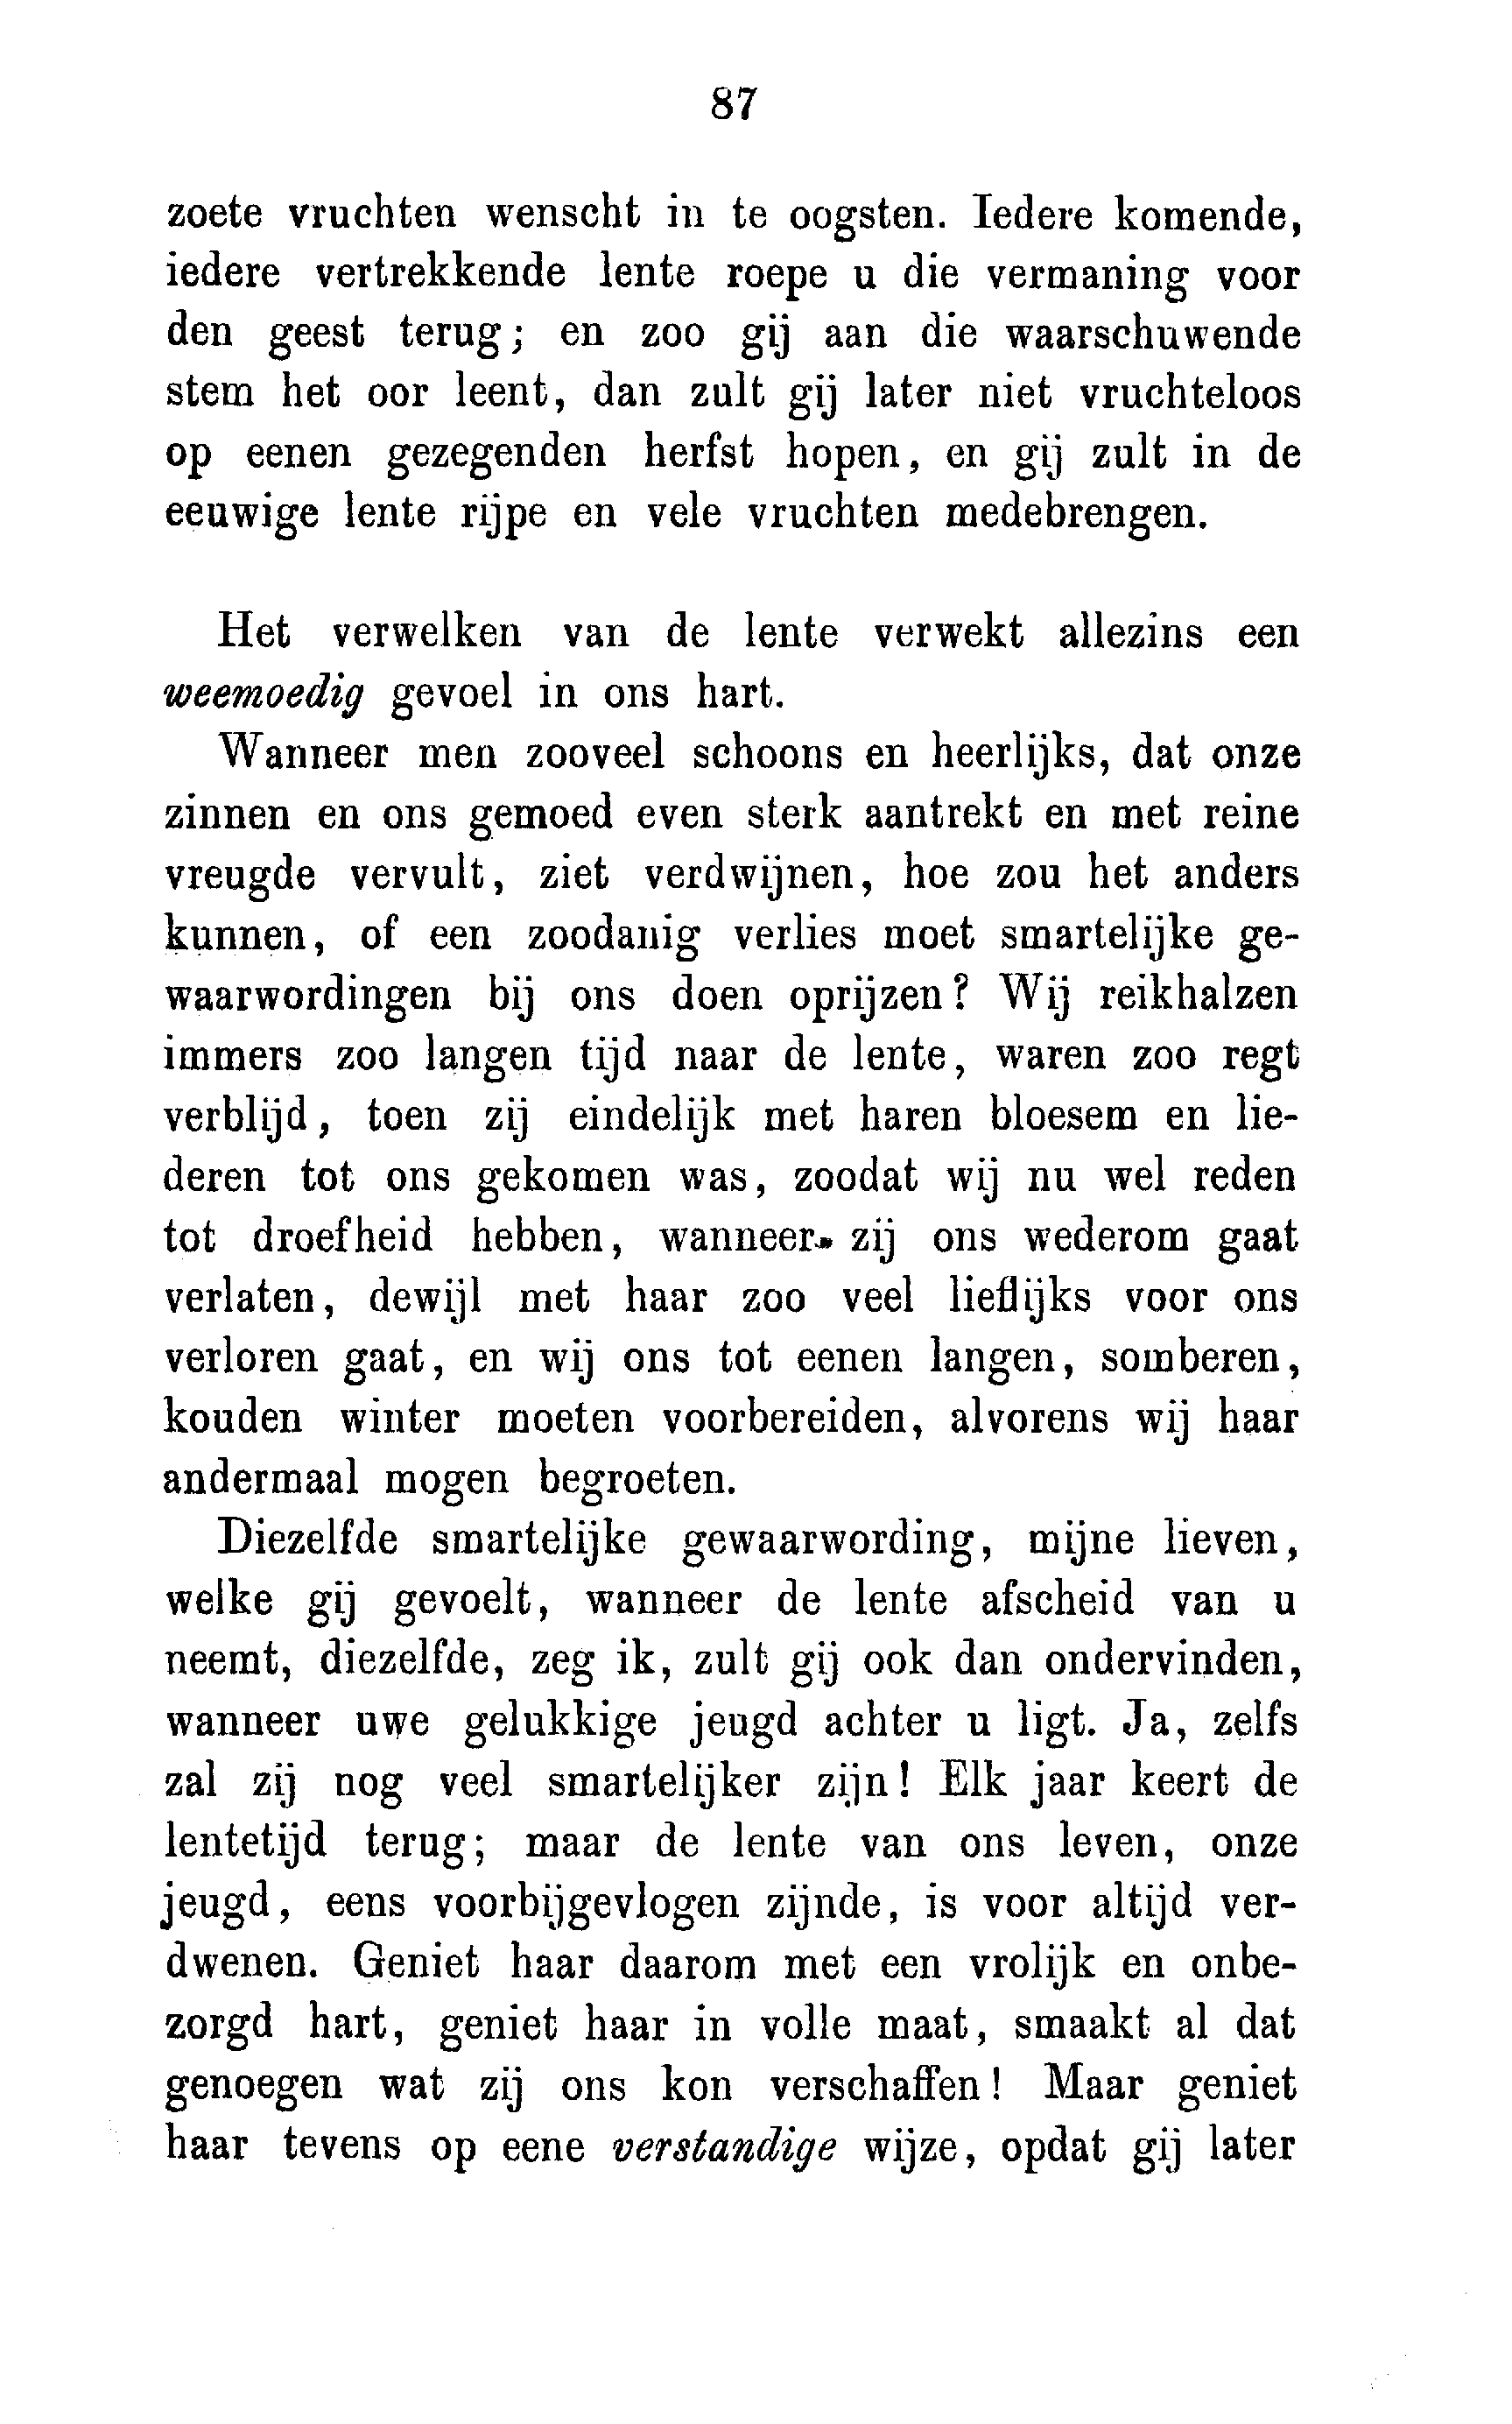 87
zoete vruchten wenscht in te oogsten. Iedere komende,
iedere vertrekkende lente roepe u die vermaning voor
den geest terug; en zoo gij aan die waarschuwende
stem het oor leent, dan zult gij later niet vruchteloos
op eenen gezegenden herfst hopen, en gij zult in de
eeuwige lente rijpe en vele vruchten medebrengen.
Het verwelken van de lente verwekt allezins een
weemoedig gevoel in ons hart.
Wanneer men zooveel schoons en heerlijks, dat onze
zinnen en ons gemoed even sterk aantrekt en met reine
vreugde vervult, ziet verdwijnen, hoe zou het anders
kunnen, of een zoodanig verlies moet smartelijke ge-
waarwordingen bij ons doen oprijzen? Wij reikhalzen
immers zoo langen tijd naar de lente, waren zoo regt
verblijd, toen zij eindelijk met haren bloesem en lie-
deren tot ons gekomen was, zoodat wij nu wel reden
tot droefheid hebben, wanneer zij ons wederom gaat
verlaten, dewijl met haar zoo veel lieflijks voor ons
verloren gaat, en wij ons tot eenen langen, somberen,
kouden winter moeten voorbereiden, alvorens wij haar
andermaal mogen begroeten.
Diezelfde smartelijke gewaarwording, mijne lieven,
welke gij gevoelt, wanneer de lente afscheid van u
neemt, diezelfde, zeg ik, zult gij ook dan ondervinden,
wanneer uwe gelukkige jeugd achter u ligt. Ja, zelfs
zal zij nog veel smartelijker zijn! Elk jaar keert de
lentetijd terug; maar de lente van ons leven, onze
jeugd, eens voorbijgevlogen zijnde, is voor altijd ver-
dwenen. Geniet haar daarom met een vrolijk en onbe-
zorgd hart, geniet haar in volle maat, smaakt al dat
genoegen wat zij ons kon verschaffen! Maar geniet
haar tevens op eene verstandige wijze, opdat gij later